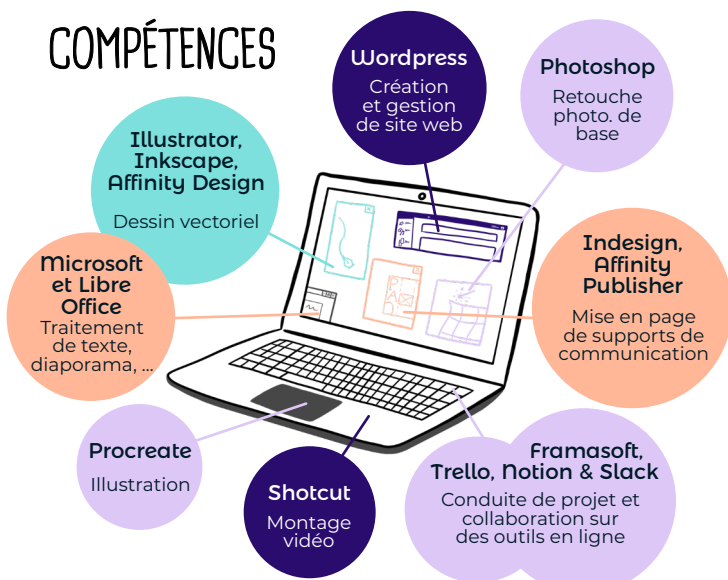 COMPÉTENCES
Wordpress
Création
et gestion
de site web
Photoshop
Retouche
photo. de
base
Illustrator,
Inkscape,
Affinity Design
Dessin vectoriel
Microsoft
et Libre
Office
Traitement
de texte,
diaporama, ...
Indesign,
Affinity
Publisher
Mise en page
de supports de
communication
Procreate
Illustration
Shotcut
Montage
vidéo
Framasoft,
Trello, Notion & Slack
Conduite de projet et
collaboration sur
des outils en ligne